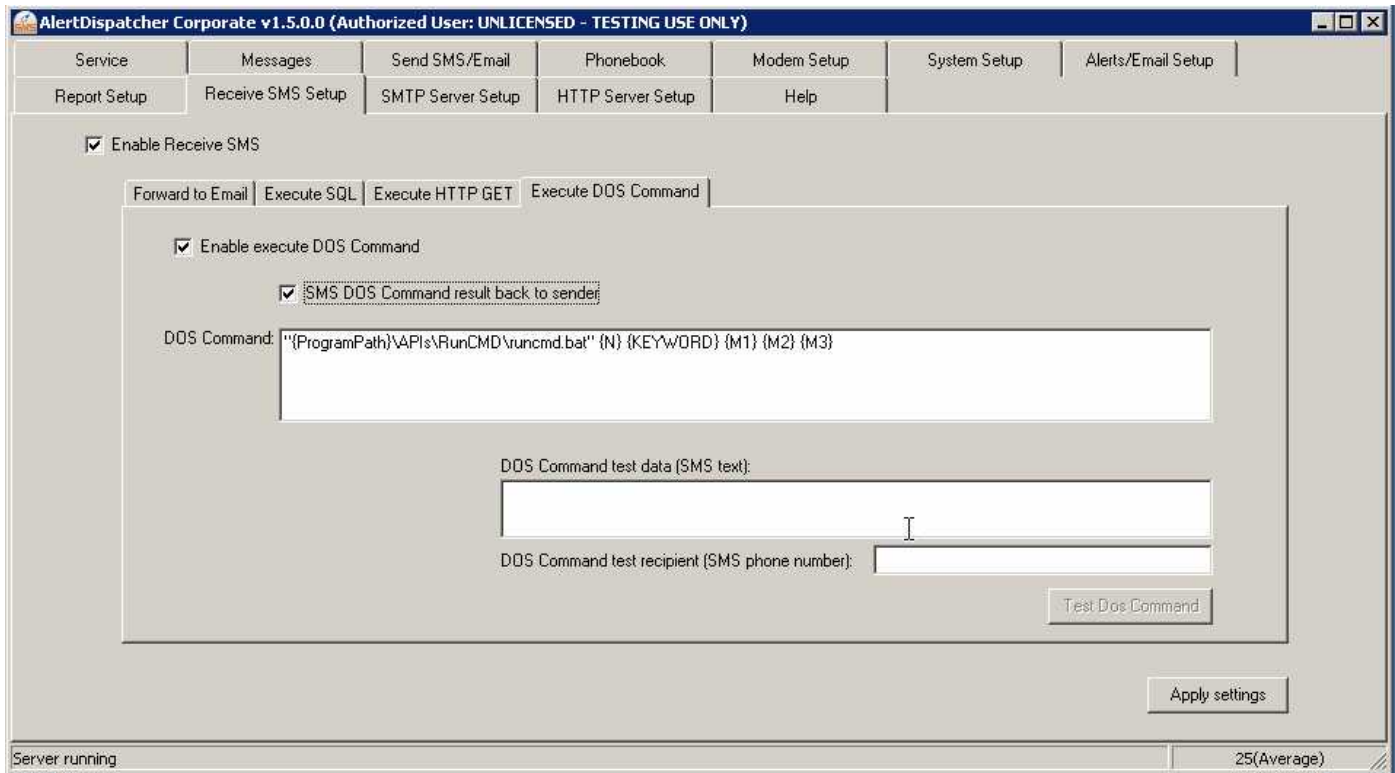 AlertDispatcher Corporate v1.5.0.0 (Authorized User: UNLICENSED - TESTING USE ONLY)
Service Messages Send SMS/Email Phonebook Modem Setup System Setup Alerts/Email Setup
Report Setup Receive SMS Setup SMTP Server Setup HTTP Server Setup Help
Enable Receive SMS
Forward to Email Execute SQL Execute HTTP GET Execute DOS Command
Enable execute DOS Command
SMS DOS Command result back to sender
DOS Command: "{ProgramPath}\APIs\RunCMD\runcmd.bat" {N} {KEYWORD} {M1} {M2} {M3}
DOS Command test data (SMS text):
DOS Command test recipient (SMS phone number):
Test Dos Command
Apply settings
Server running 25(Average)